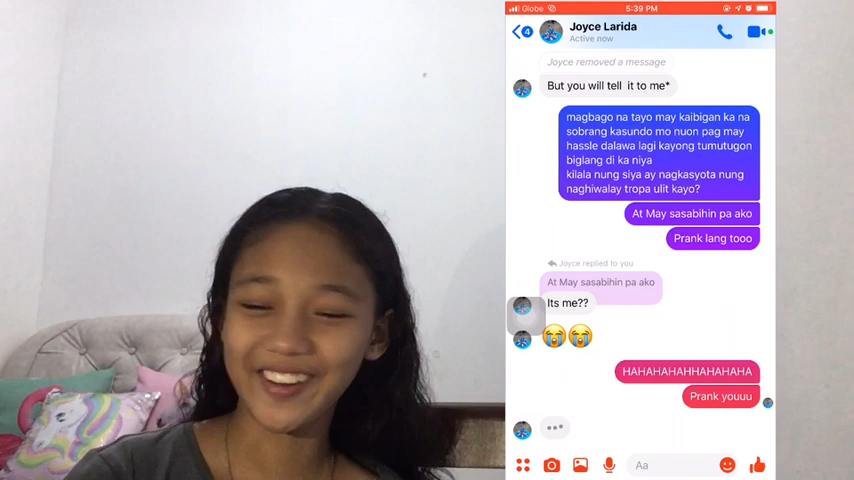 Globe
5:39 PM
4
Joyce Larida
Active now
Joyce removed a message
But you will tell it to me*
magbago na tayo may kaibigan ka na
sobrang kasundo mo nuon pag may
hassle dalawa lagi kayong tumutugon
biglang di ka niya
kilala nung siya ay nagkasyota nung
naghiwalay tropa ulit kayo?
At May sasabihin pa ako
Prank lang tooo
Joyce replied to you
At May sasabihin pa ako
Its me??
HAHAHAHAHHAHAHAHA
Prank youuu
Aa